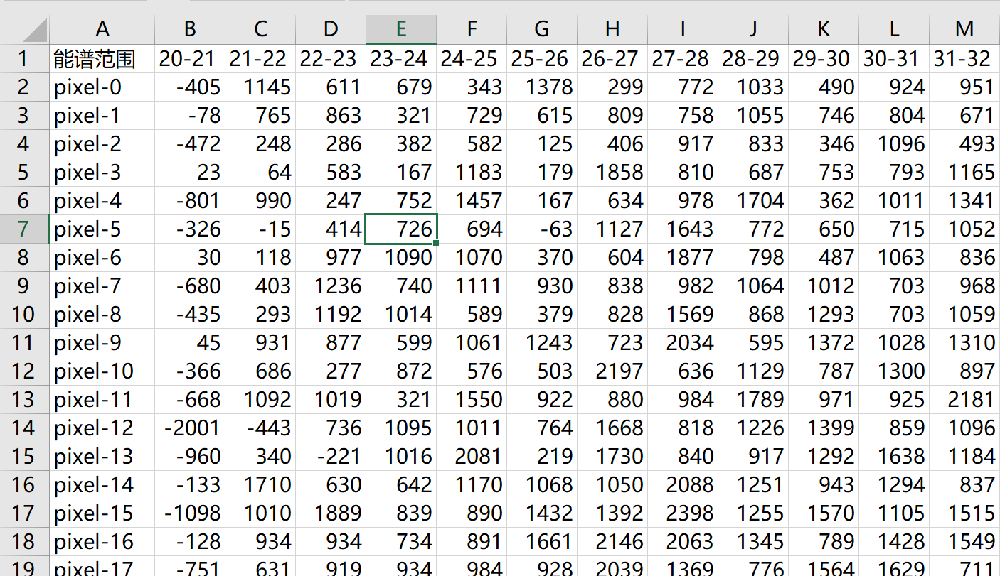 A B C D E F G H I J K L M
1 能谱范围 20-21 21-22 22-23 23-24 24-25 25-26 26-27 27-28 28-29 29-30 30-31 31-32
2 pixel-0 -405 1145 611 679 343 1378 299 772 1033 490 924 951
3 pixel-1 -78 765 863 321 729 615 809 758 1055 746 804 671
4 pixel-2 -472 248 286 382 582 125 406 917 833 346 1096 493
5 pixel-3 23 64 583 167 1183 179 1858 810 687 753 793 1165
6 pixel-4 -801 990 247 752 1457 167 634 978 1704 362 1011 1341
7 pixel-5 -326 -15 414 726 694 -63 1127 1643 772 650 715 1052
8 pixel-6 30 118 977 1090 1070 370 604 1877 798 487 1063 836
9 pixel-7 -680 403 1236 740 1111 930 838 982 1064 1012 703 968
10 pixel-8 -435 293 1192 1014 589 379 828 1569 868 1293 703 1059
11 pixel-9 45 931 877 599 1061 1243 723 2034 595 1372 1028 1310
12 pixel-10 -366 686 277 872 576 503 2197 636 1129 787 1300 897
13 pixel-11 -668 1092 1019 321 1550 922 880 984 1789 971 925 2181
14 pixel-12 -2001 -443 736 1095 1011 764 1668 818 1226 1399 859 1096
15 pixel-13 -960 340 -221 1016 2081 219 1730 840 917 1292 1638 1184
16 pixel-14 -133 1710 630 642 1170 1068 1050 2088 1251 943 1294 837
17 pixel-15 -1098 1010 1889 839 890 1432 1392 2398 1255 1570 1105 1515
18 pixel-16 -128 934 934 734 891 1661 2146 2063 1345 789 1428 1549
19 pixel-17 -751 631 919 934 984 928 2039 1369 776 1564 1629 711